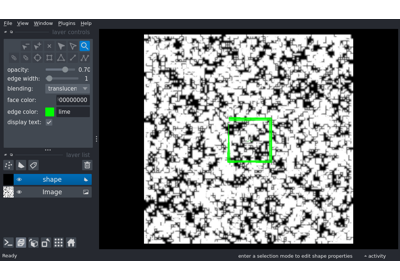 File View Window Plugins Help
layer controls
opacity: 0.70
edge width: 1
blending: translucen
face color: 00000000
edge color: lime
display text:
layer list
shape
Image
Ready
enter a selection mode to edit shape properties
activity